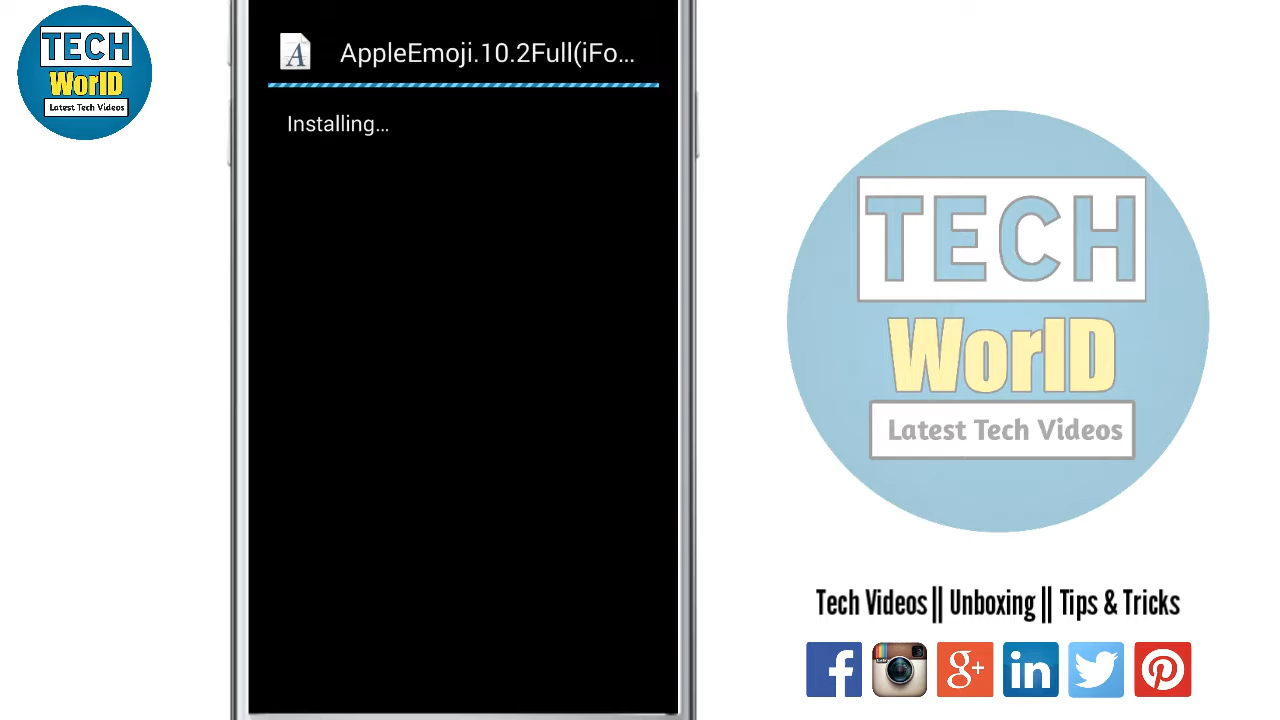 TECH
WorlD
Latest Tech Videos
AppleEmoji.10.2Full(iFo...
Installing...
TECH
WorlD
Latest Tech Videos
Tech Videos || Unboxing || Tips & Tricks
f
g+
in